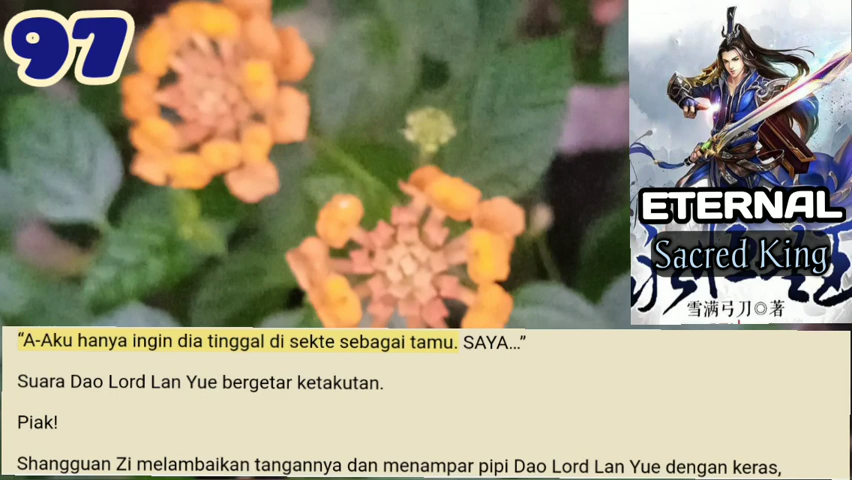 97
ETERNAL
Sacred King
雪满弓刀◎著
“A-Aku hanya ingin dia tinggal di sekte sebagai tamu. SAYA…”
Suara Dao Lord Lan Yue bergetar ketakutan.
Piak!
Shangguan Zi melambaikan tangannya dan menampar pipi Dao Lord Lan Yue dengan keras,